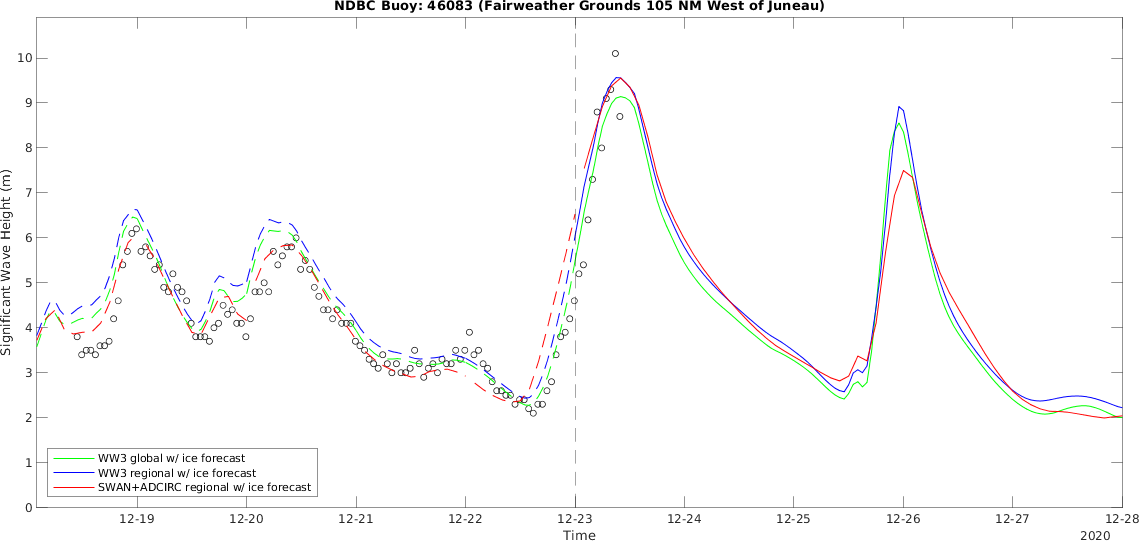 NDBC Buoy: 46083 (Fairweather Grounds 105 NM West of Juneau)
Significant Wave Height (m)
10
9
8
7
6
5
4
3
2
1
0
WW3 global w/ ice forecast
WW3 regional w/ ice forecast
SWAN+ADCIRC regional w/ ice forecast
12-19 12-20 12-21 12-22 12-23 12-24 12-25 12-26 12-27 12-28
Time
2020